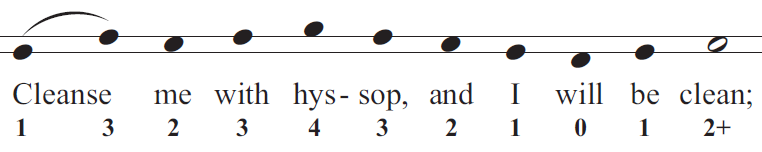 Cleanse me with hys - sop, and I will be clean;
1 3 2 3 4 3 2 1 0 1 2+